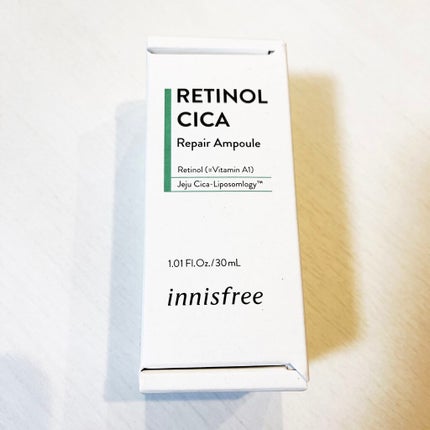 RETINOL
CICA
Repair Ampoule
Retinol (=Vitamin A1)
Jeju Cica-Liposomlogy™
1.01 Fl.Oz./30mL
innisfree